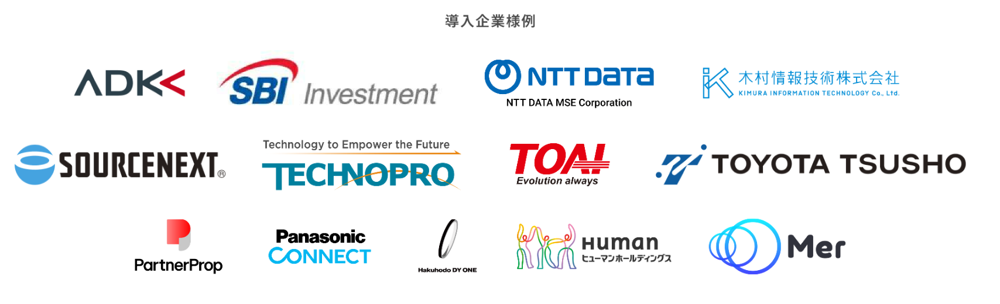 導入企業様例
ADK
SBI Investment
NTT DATA
NTT DATA MSE Corporation
木村情報技術株式会社
KIMURA INFORMATION TECHNOLOGY Co., Ltd.
SOURCENEXT®
Technology to Empower the Future
TECHNOPRO
TOAI
Evolution always
TOYOTA TSUSHO
PartnerProp
Panasonic
CONNECT
Hakuhodo DY ONE
Human
ヒューマンホールディングス
Mer